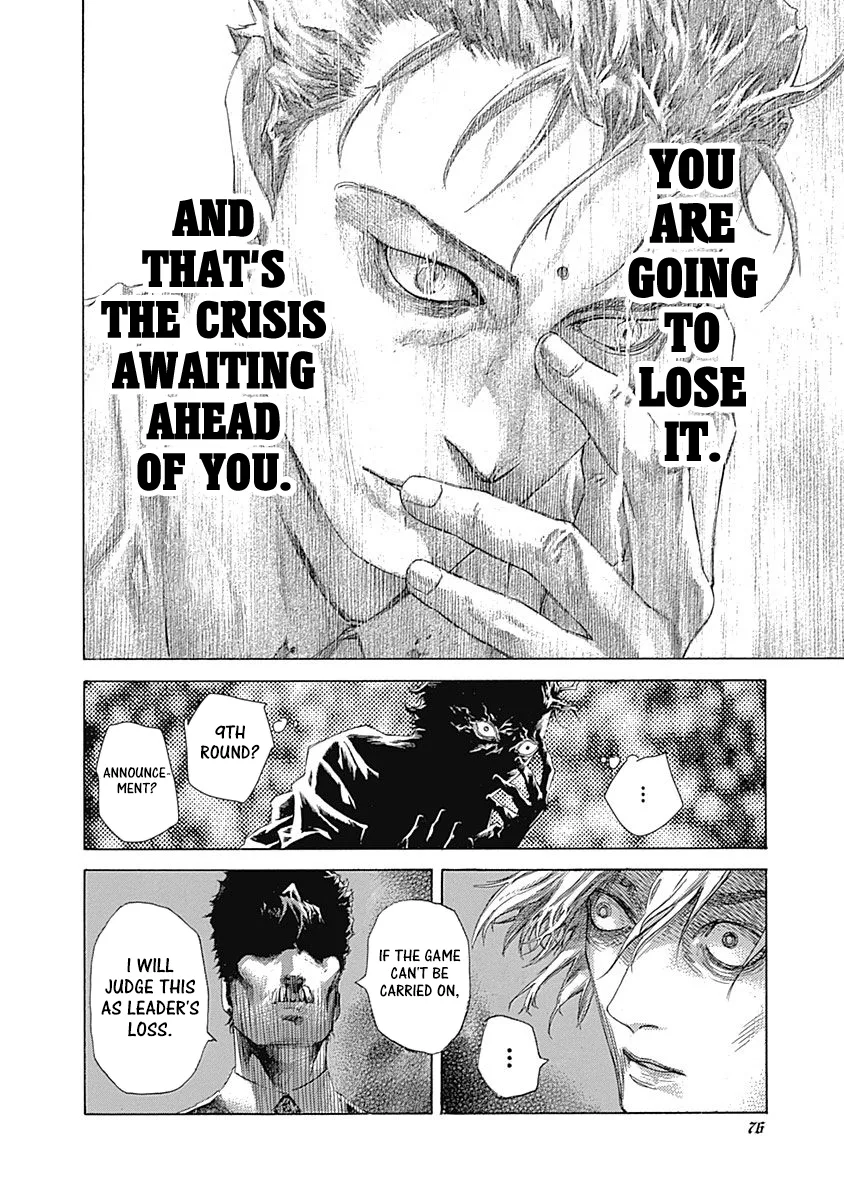 YOU
ARE
GOING
TO
LOSE
IT.
AND
THAT'S
THE CRISIS
AWAITING
AHEAD
OF YOU.
...
9TH
ROUND?
ANNOUNCE-
MENT?
...
IF THE GAME
CAN'T BE
CARRIED ON,
I WILL
JUDGE THIS
AS LEADER'S
LOSS.
76